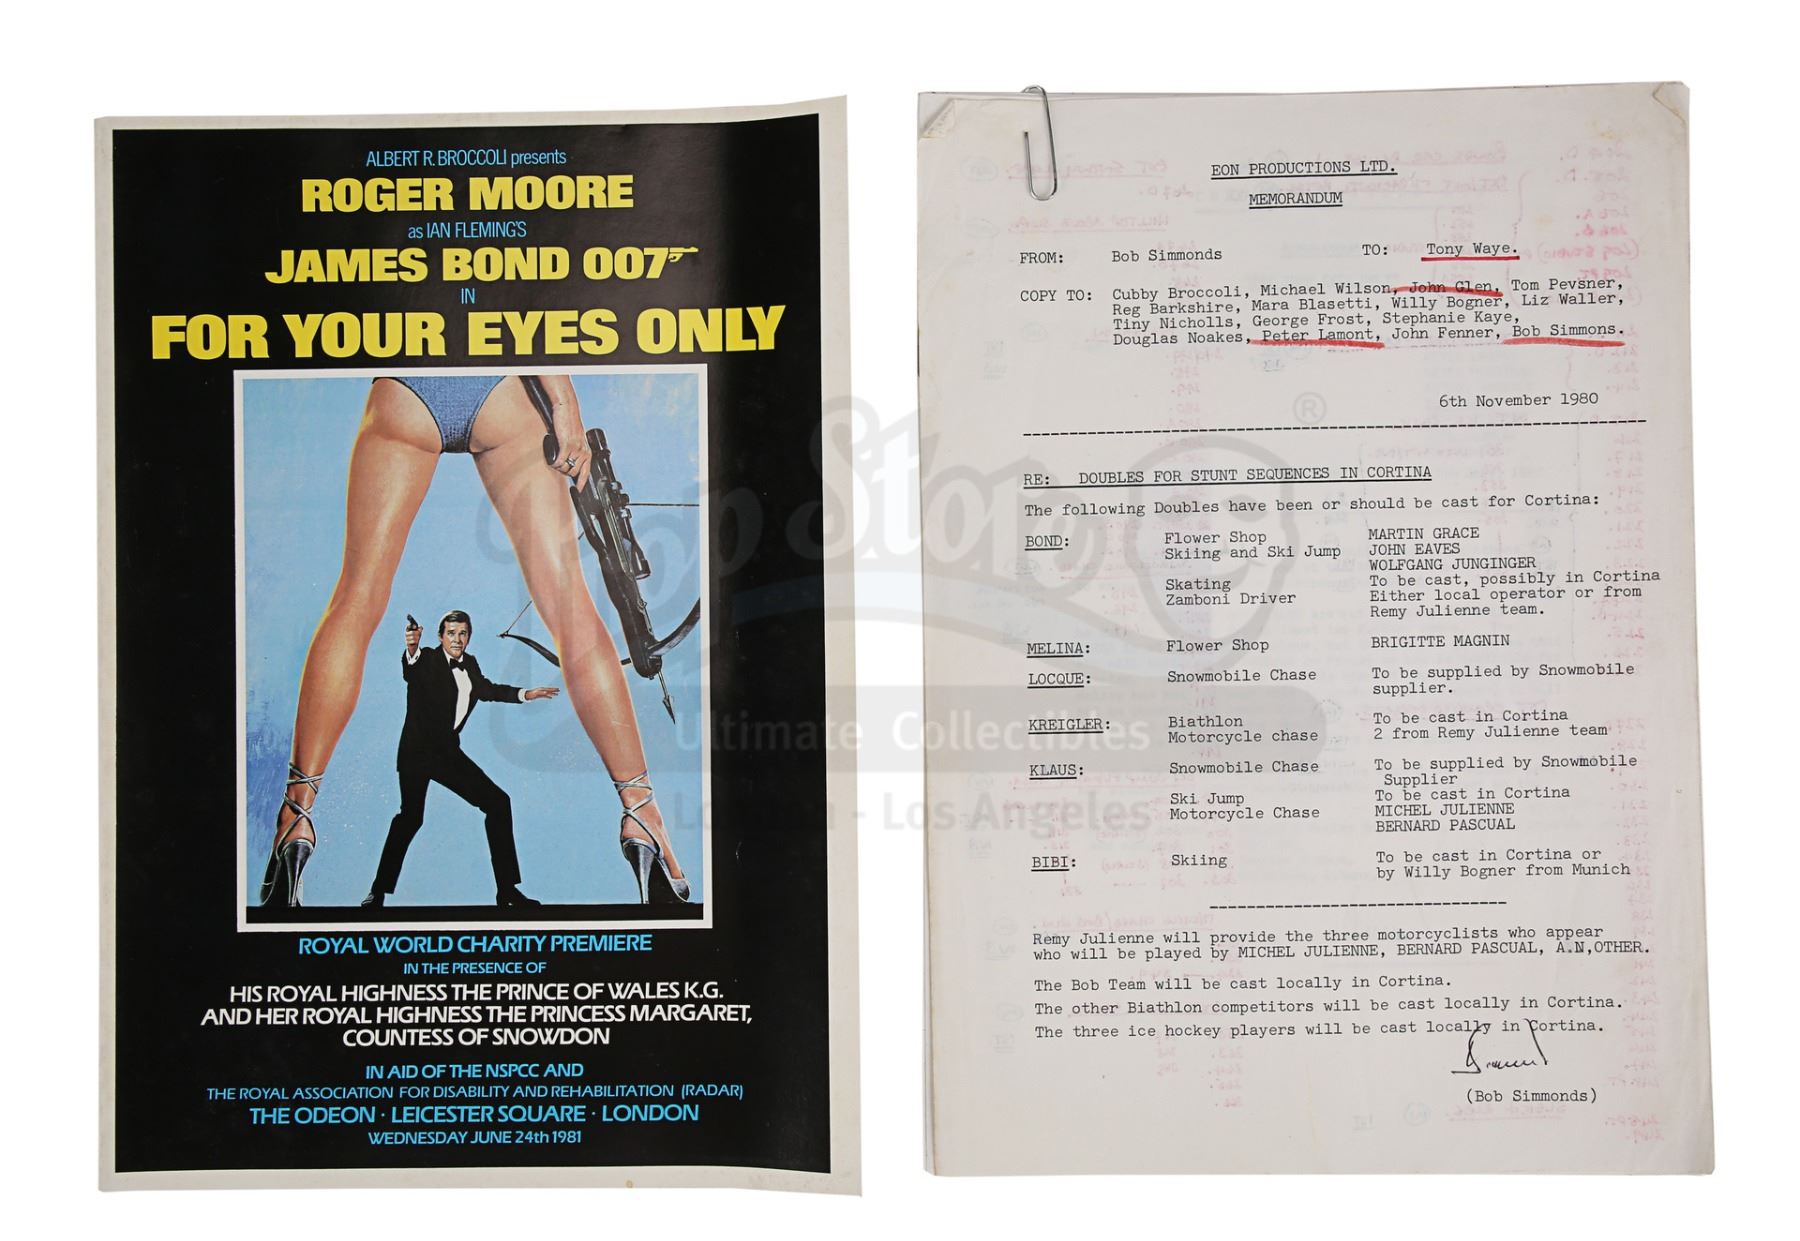 ALBERT R. BROCCOLI presents
ROGER MOORE
as IAN FLEMING'S
JAMES BOND 007
IN
FOR YOUR EYES ONLY
ROYAL WORLD CHARITY PREMIERE
IN THE PRESENCE OF
HIS ROYAL HIGHNESS THE PRINCE OF WALES K.G.
AND HER ROYAL HIGHNESS THE PRINCESS MARGARET,
COUNTESS OF SNOWDON
IN AID OF THE NSPCC AND
THE ROYAL ASSOCIATION FOR DISABILITY AND REHABILITATION (RADAR)
THE ODEON · LEICESTER SQUARE · LONDON
WEDNESDAY JUNE 24th 1981
EON PRODUCTIONS LTD.
MEMORANDUM
FROM: Bob Simmonds TO: Tony Waye.
COPY TO: Cubby Broccoli, Michael Wilson, John Glen, Tom Pevsner,
Reg Barkshire, Mara Blasetti, Willy Bogner, Liz Waller,
Tiny Nicholls, George Frost, Stephanie Kaye,
Douglas Noakes, Peter Lamont, John Fenner, Bob Simmons.
6th November 1980
RE: DOUBLES FOR STUNT SEQUENCES IN CORTINA
The following Doubles have been or should be cast for Cortina:
BOND: Flower Shop MARTIN GRACE
Skiing and Ski Jump JOHN EAVES
WOLFGANG JUNGINGER
Skating To be cast, possibly in Cortina
Zamboni Driver Either local operator or from
Remy Julienne team.
MELINA: Flower Shop BRIGITTE MAGNIN
LOCQUE: Snowmobile Chase To be supplied by Snowmobile
supplier.
KREIGLER: Biathlon To be cast in Cortina
Motorcycle chase 2 from Remy Julienne team
KLAUS: Snowmobile Chase To be supplied by Snowmobile
Supplier
Ski Jump To be cast in Cortina
Motorcycle Chase MICHEL JULIENNE
BERNARD PASCUAL
BIBI: Skiing To be cast in Cortina or
by Willy Bogner from Munich
Remy Julienne will provide the three motorcyclists who appear
who will be played by MICHEL JULIENNE, BERNARD PASCUAL, A.N,OTHER.
The Bob Team will be cast locally in Cortina.
The other Biathlon competitors will be cast locally in Cortina.
The three ice hockey players will be cast locally in Cortina.
(Bob Simmonds)
Prop Store
®
Ultimate Collectibles
London - Los Angeles